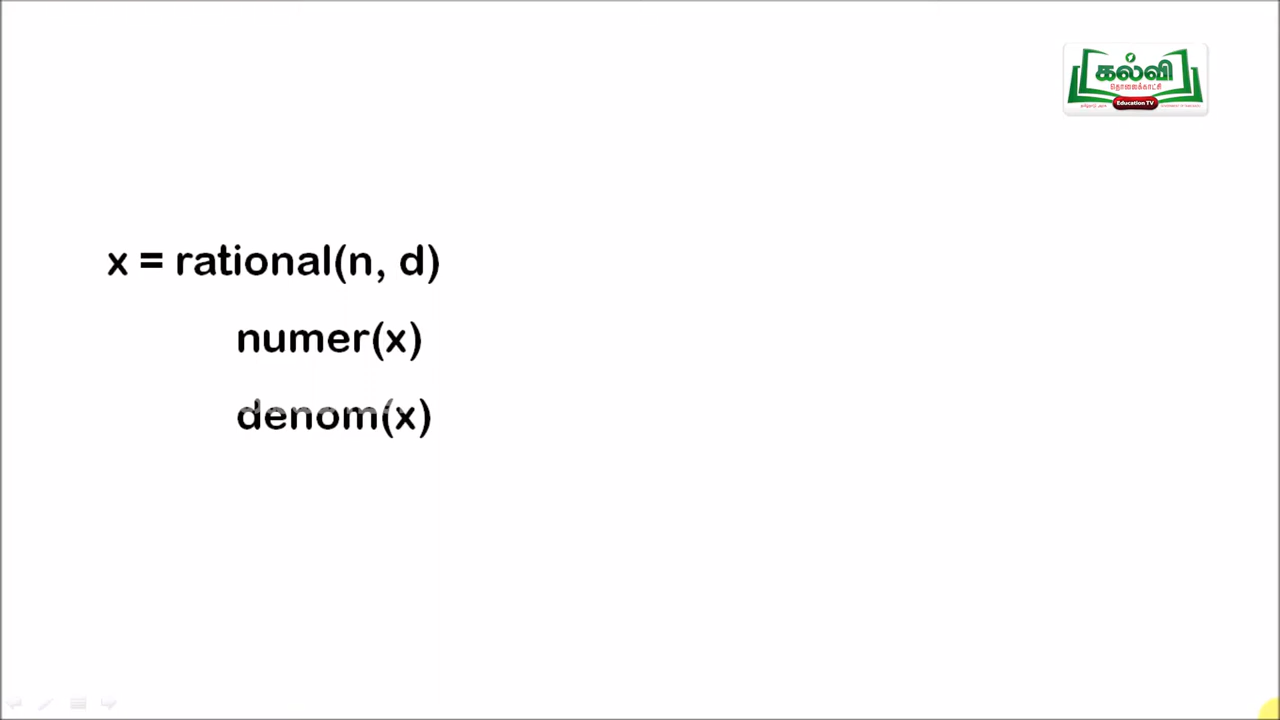 கல்வி
தொலைக்காட்சி
Education TV
x = rational(n, d)
numer(x)
denom(x)